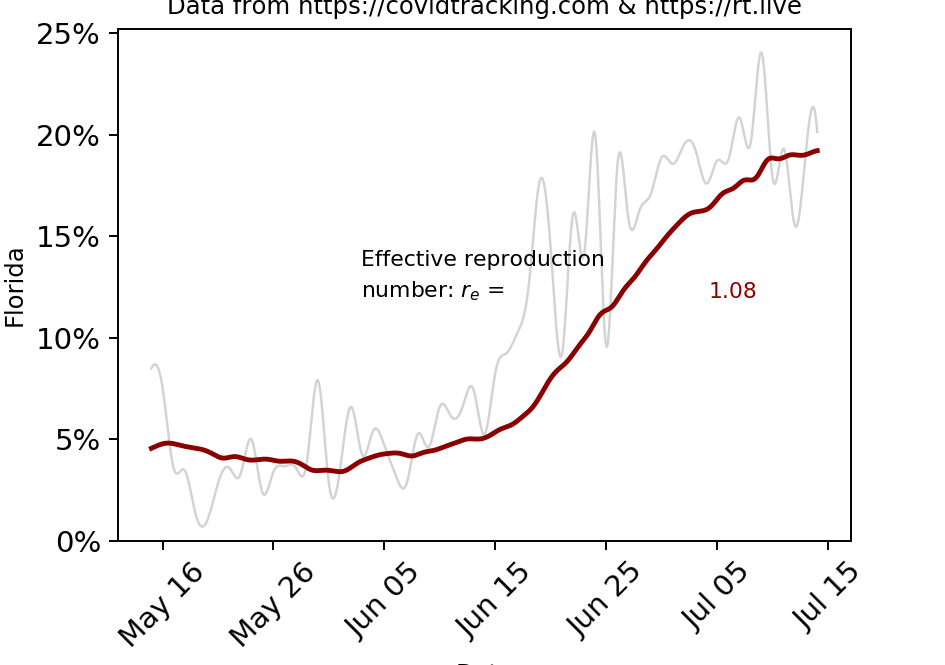 Data from https://covidtracking.com & https://rt.live
25%
20%
15%
10%
5%
0%
Florida
Effective reproduction
number: rₑ =
1.08
May 16
May 26
Jun 05
Jun 15
Jun 25
Jul 05
Jul 15